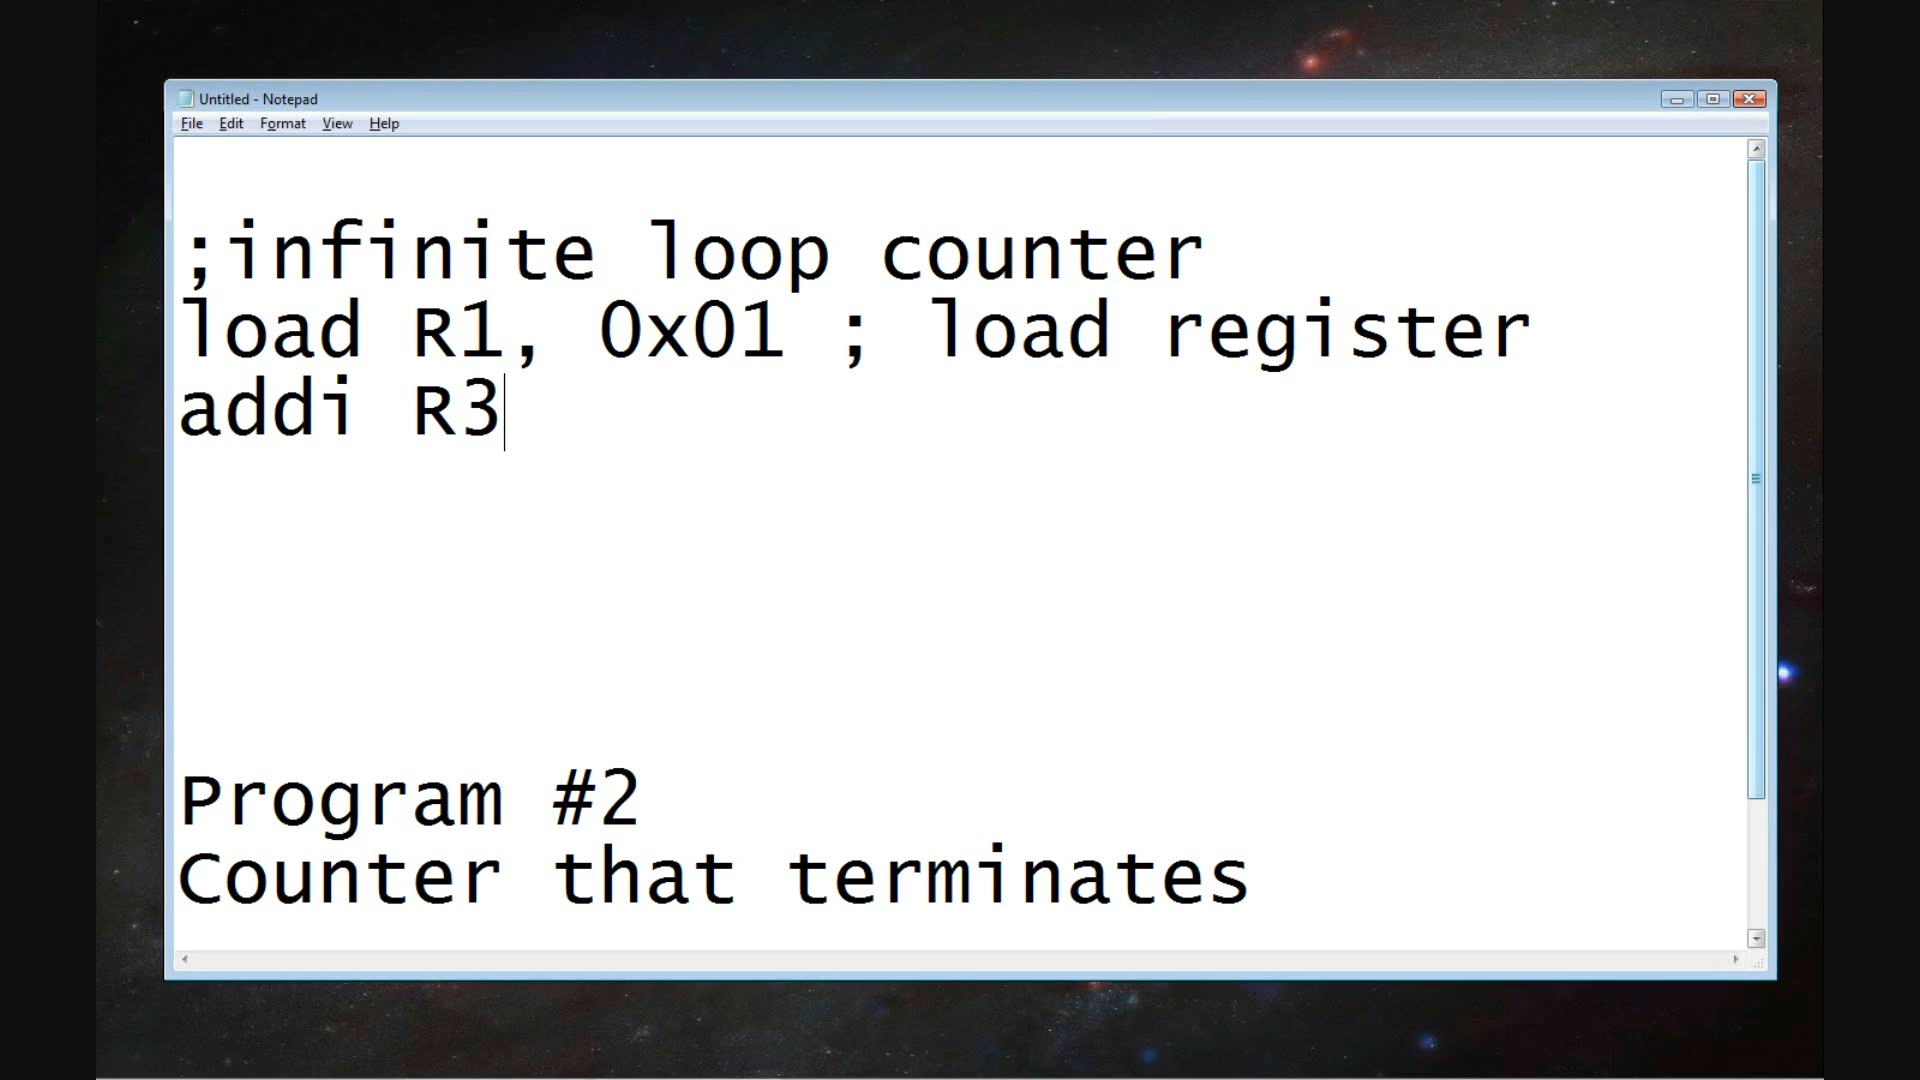 Untitled - Notepad
File Edit Format View Help
;infinite loop counter
load R1, 0x01 ; load register
addi R3
Program #2
Counter that terminates